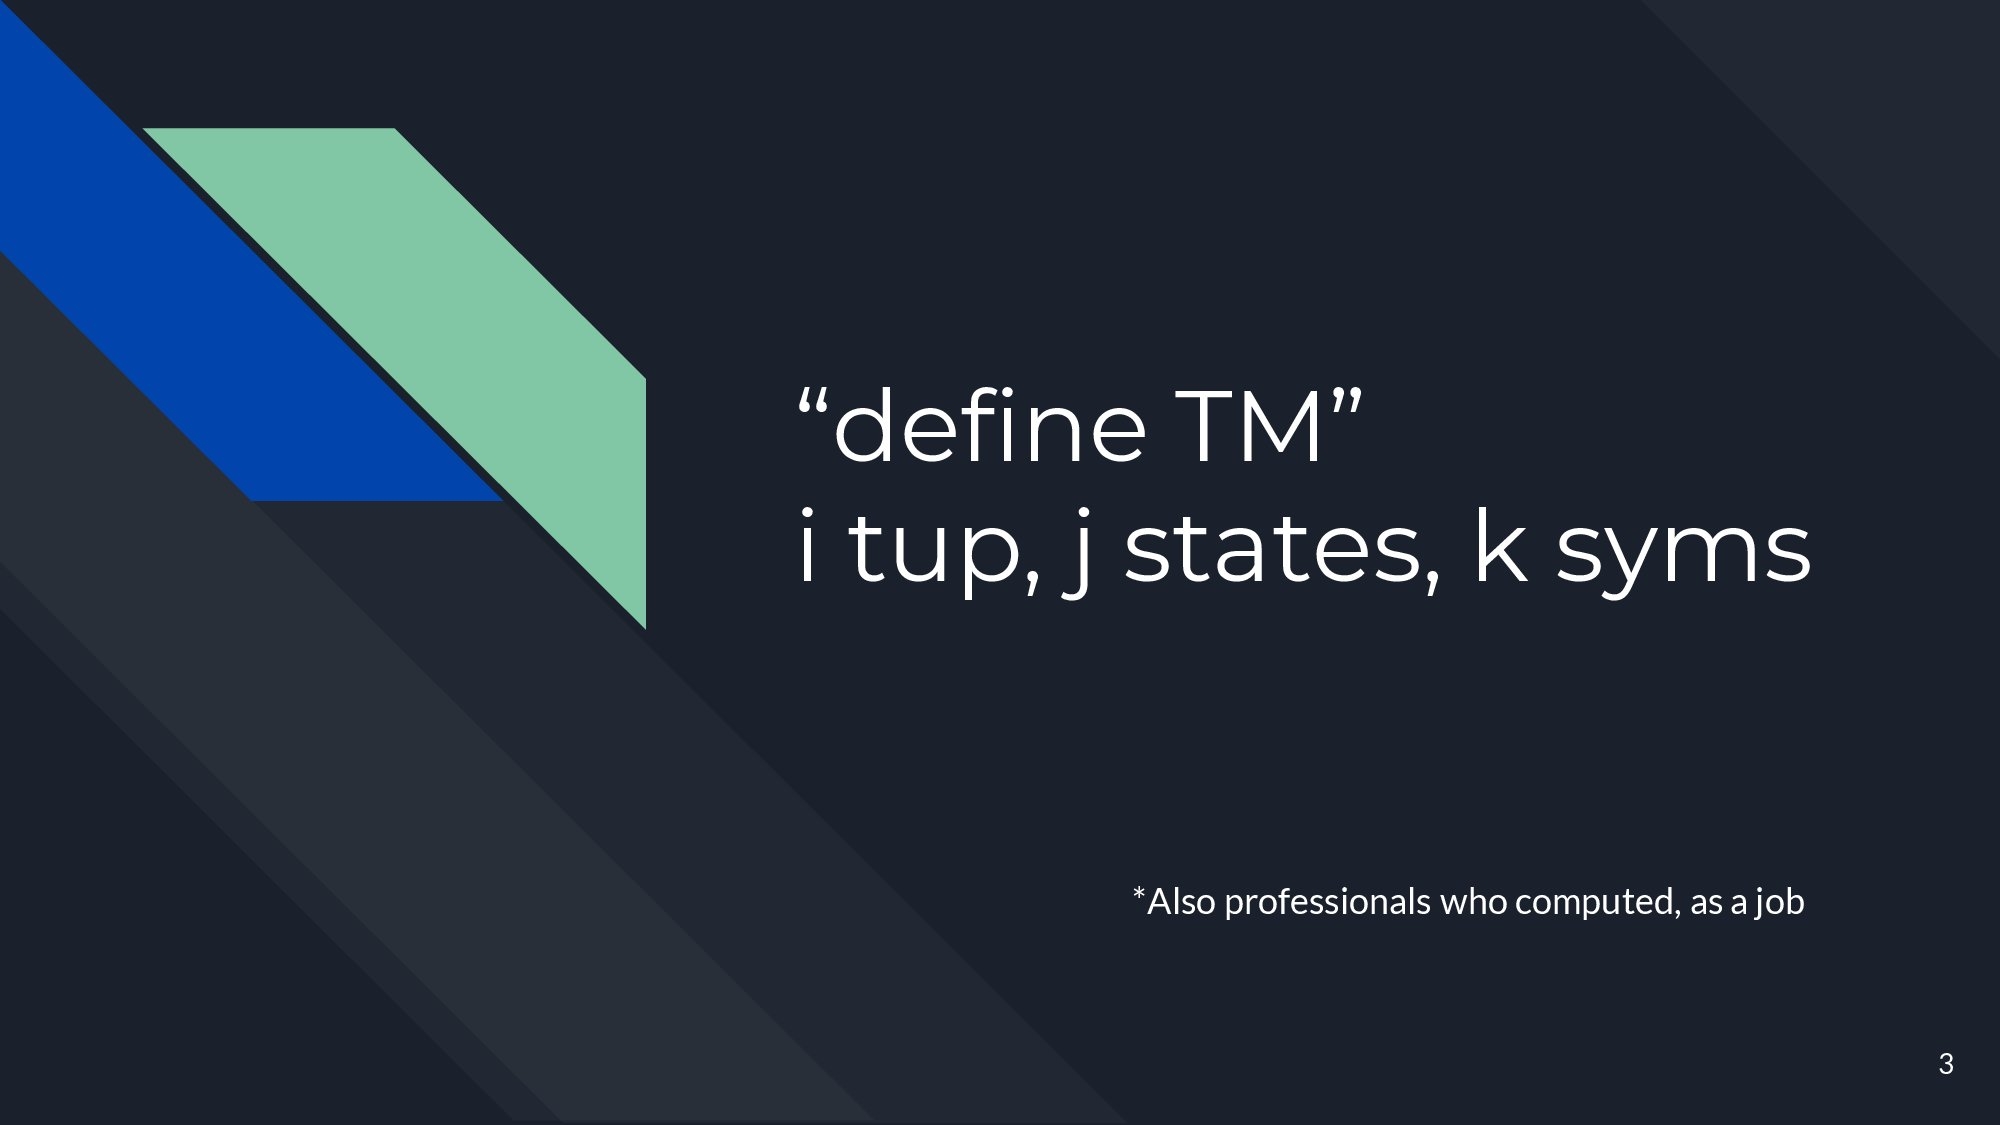 “define TM”
i tup, j states, k syms
*Also professionals who computed, as a job
3